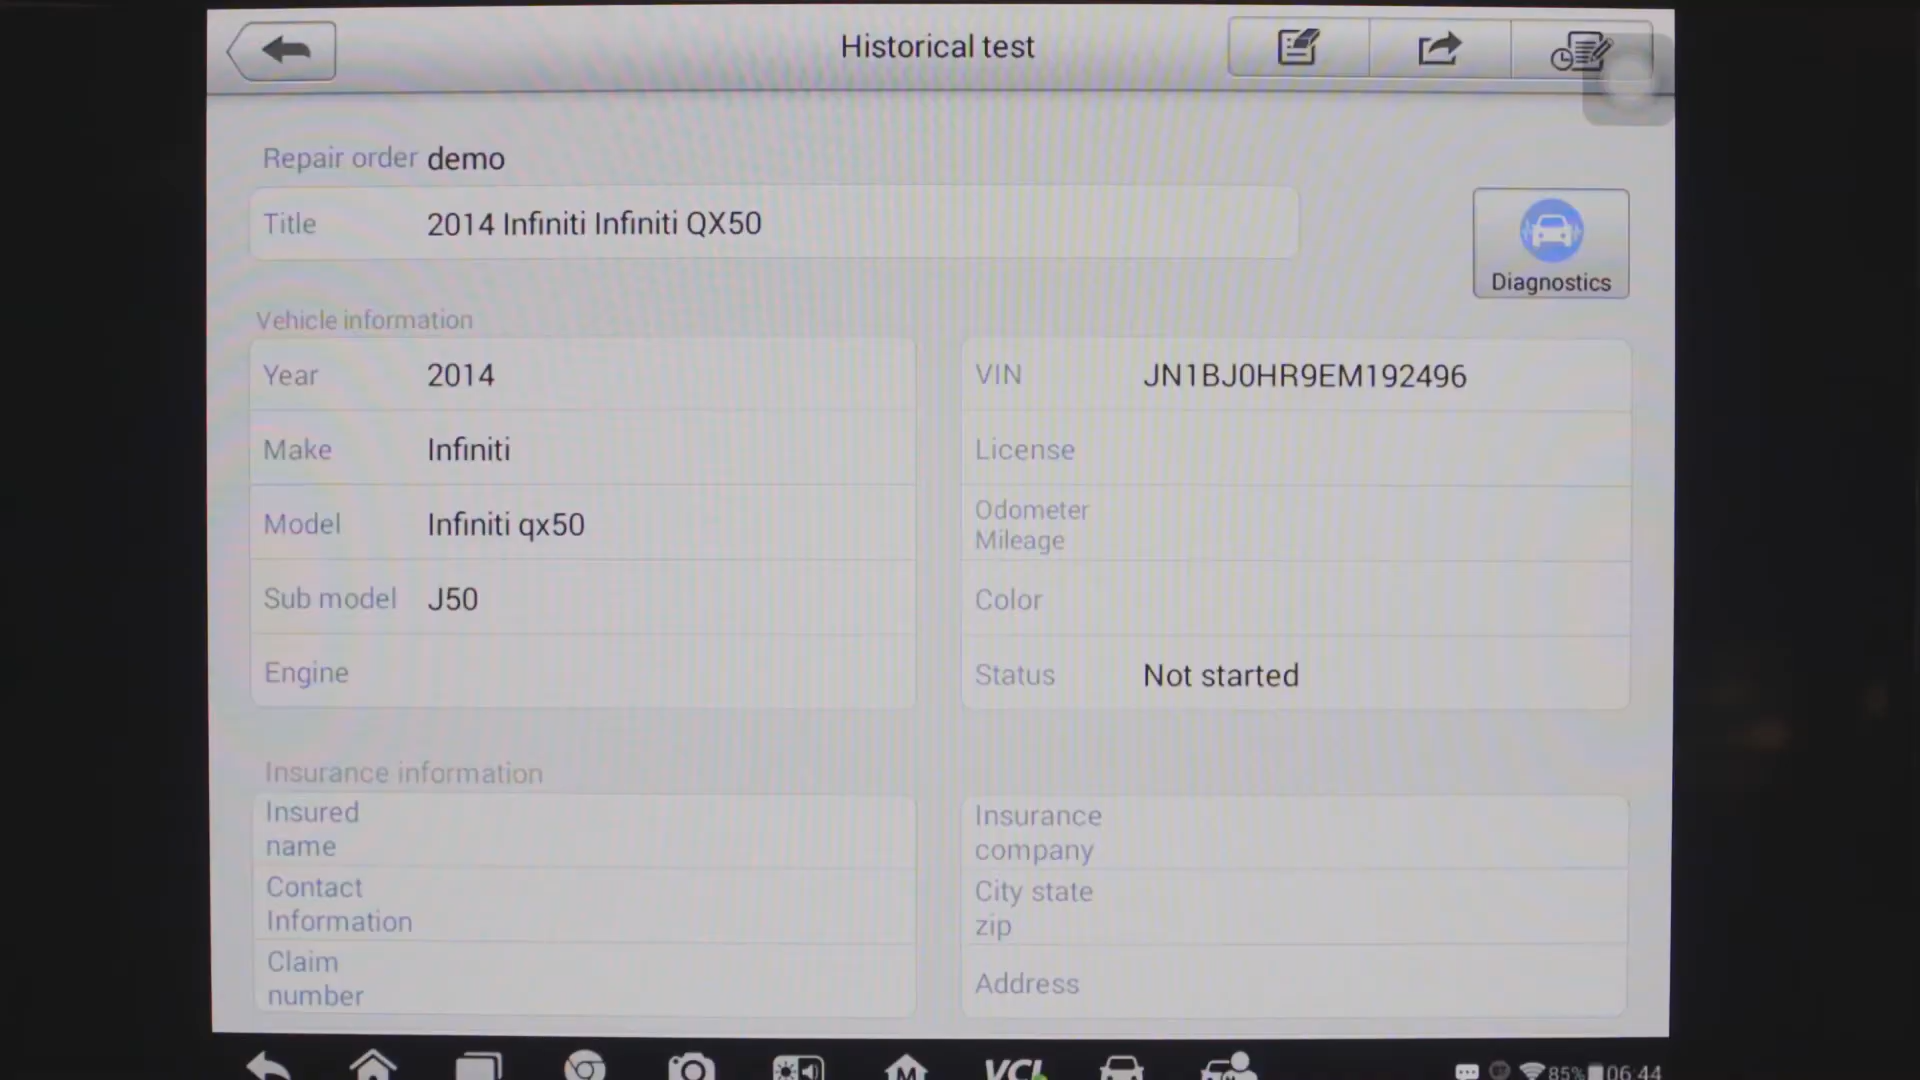 Historical test
Repair order demo
Title 2014 Infiniti Infiniti QX50
Diagnostics
Vehicle information
Year 2014
VIN JN1BJ0HR9EM192496
Make Infiniti
License
Model Infiniti qx50
Odometer
Mileage
Sub model J50
Color
Engine
Status Not started
Insurance information
Insured
name
Insurance
company
Contact
Information
City state
zip
Claim
number
Address
M
VCI
85% 06:44